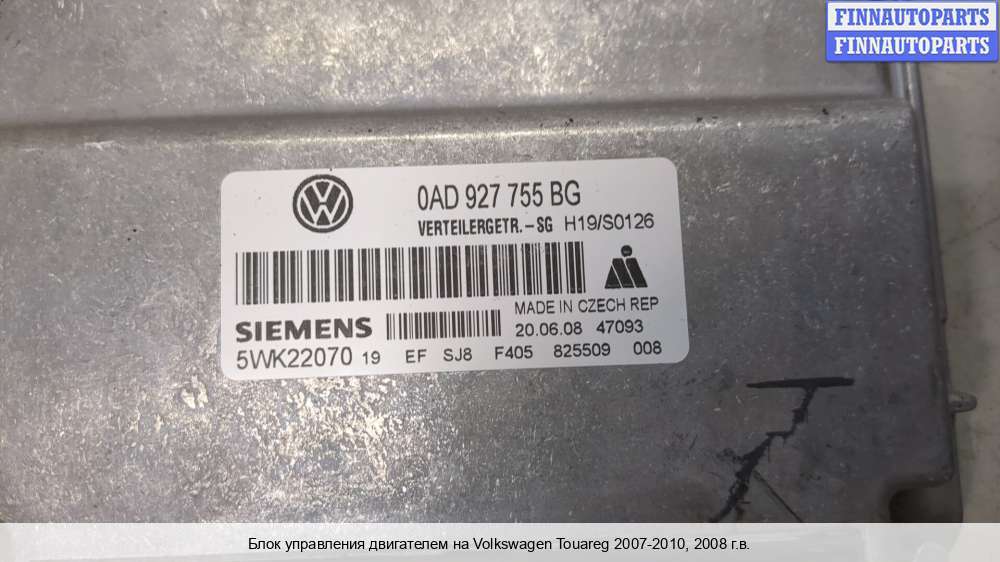 FINNAUTOPARTS
FINNAUTOPARTS
0AD 927 755 BG
VERTEILERGETR.-SG H19/S0126
MADE IN CZECH REP
SIEMENS 20.06.08 47093
5WK22070 19 EF SJ8 F405 825509 008
Блок управления двигателем на Volkswagen Touareg 2007-2010, 2008 г.в.